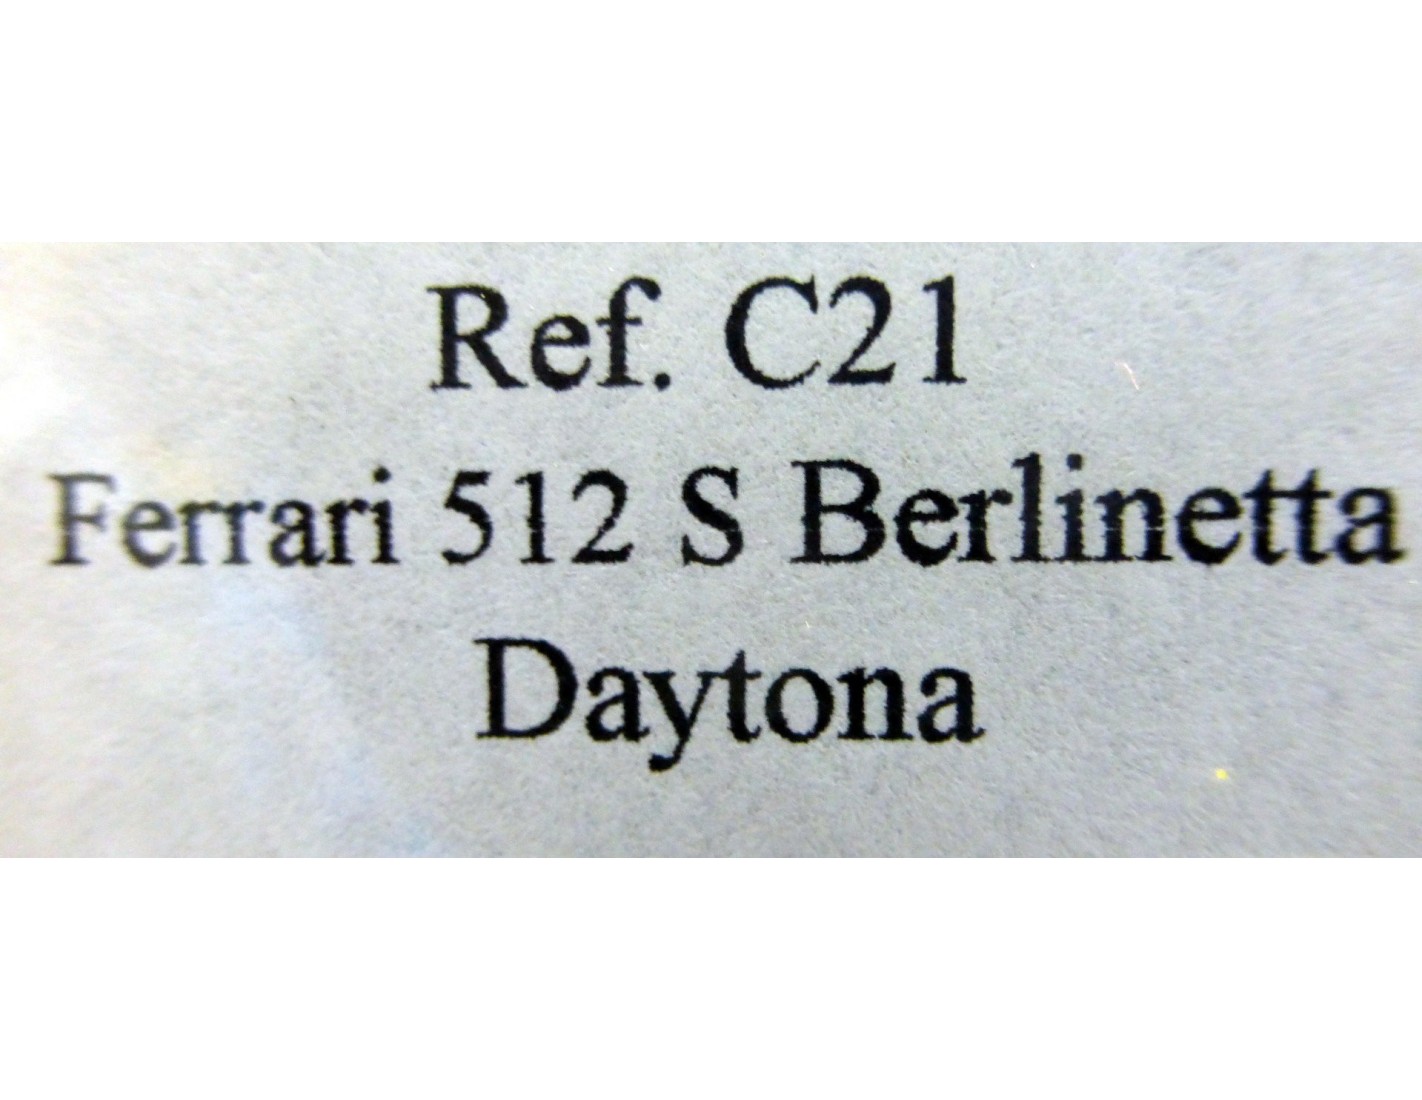 Ref. C21
Ferrari 512 S Berlinetta
Daytona